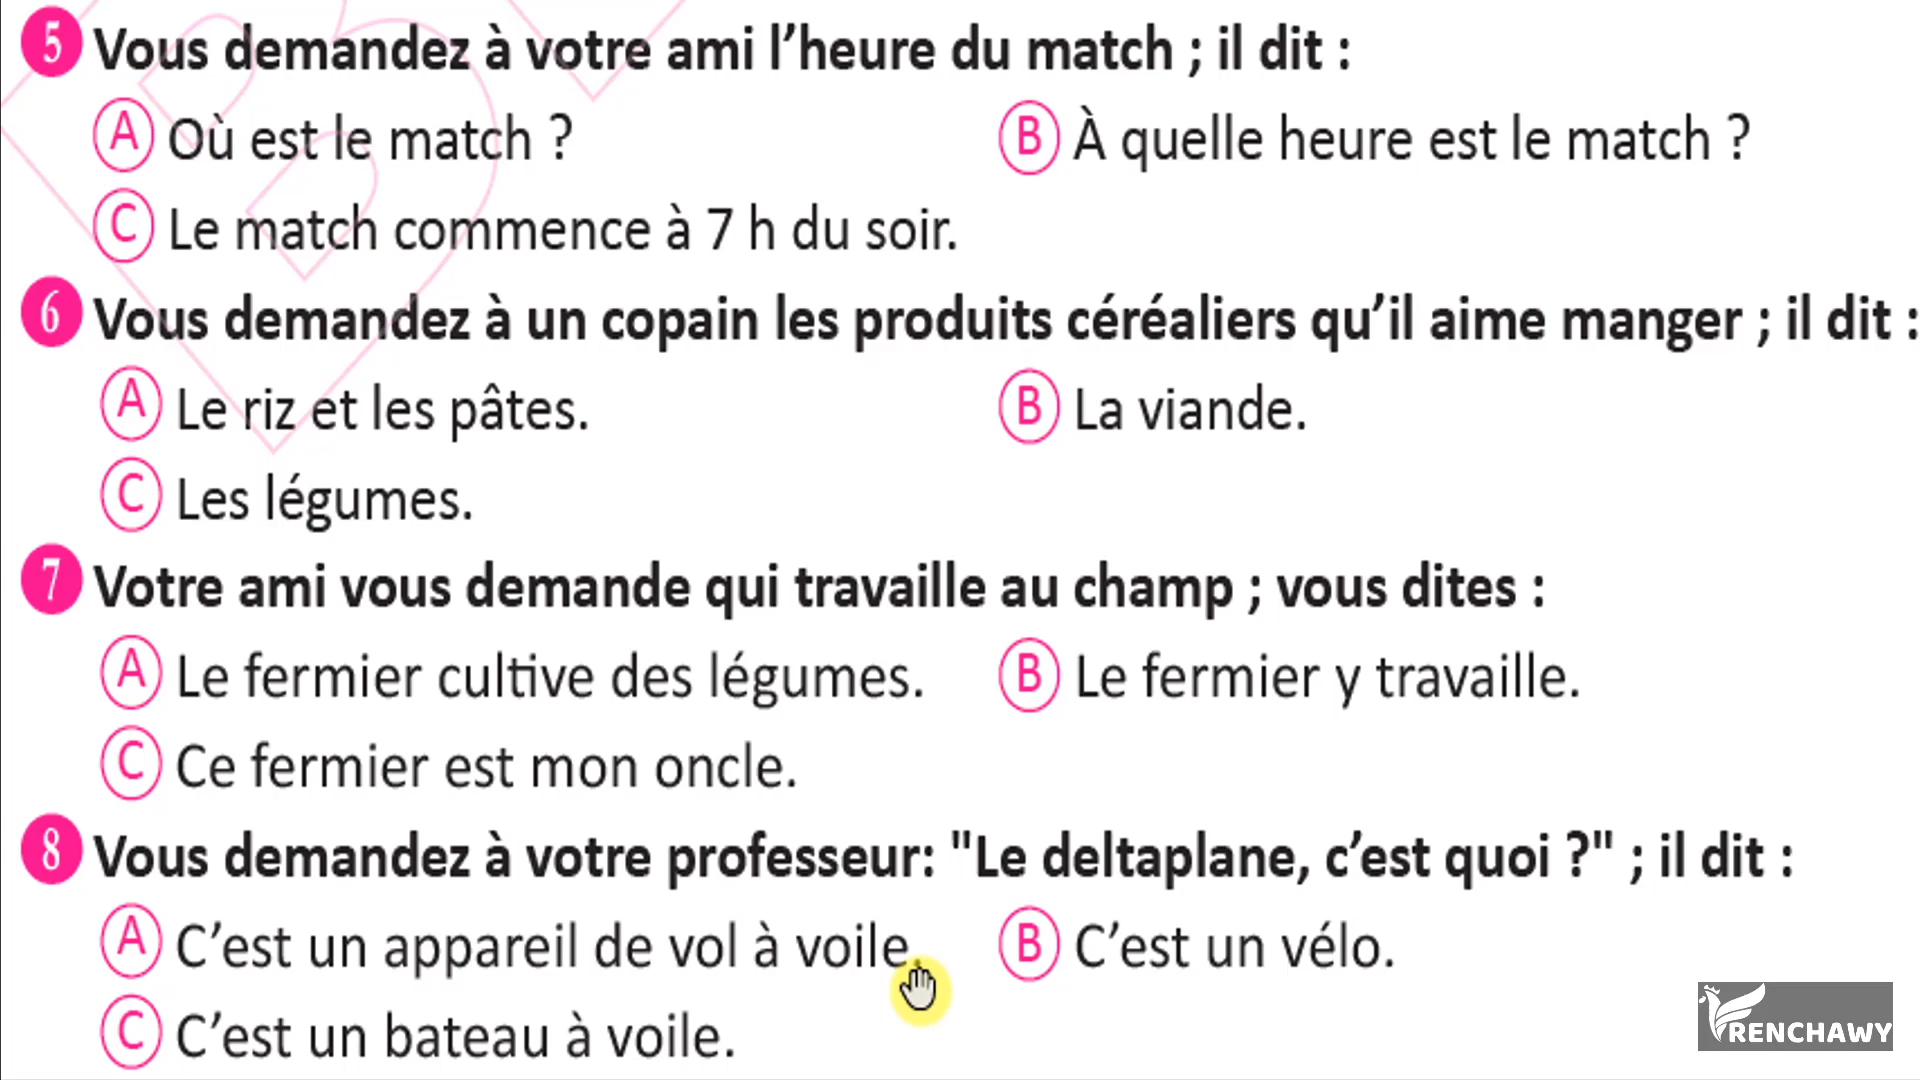 5 Vous demandez à votre ami l’heure du match ; il dit :
A Où est le match ? B À quelle heure est le match ?
C Le match commence à 7 h du soir.
6 Vous demandez à un copain les produits céréaliers qu’il aime manger ; il dit :
A Le riz et les pâtes. B La viande.
C Les légumes.
7 Votre ami vous demande qui travaille au champ ; vous dites :
A Le fermier cultive des légumes. B Le fermier y travaille.
C Ce fermier est mon oncle.
8 Vous demandez à votre professeur: "Le deltaplane, c’est quoi ?" ; il dit :
A C’est un appareil de vol à voile. B C’est un vélo.
C C’est un bateau à voile.
FRENCHAWY